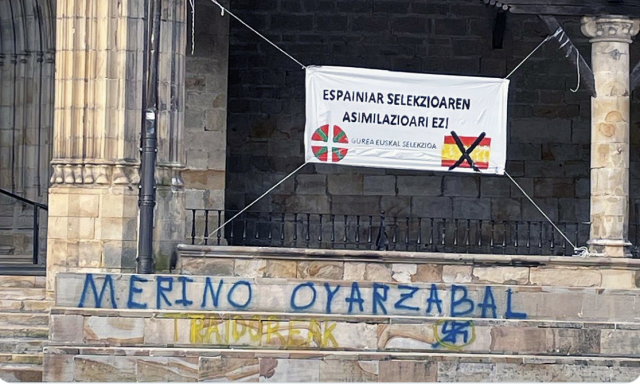 ESPAINIAR SELEKZIOAREN
ASIMILAZIOARI EZ!
GUREA EUSKAL SELEKZIOA
MERINO OYARZABAL
TRAIDOREAK